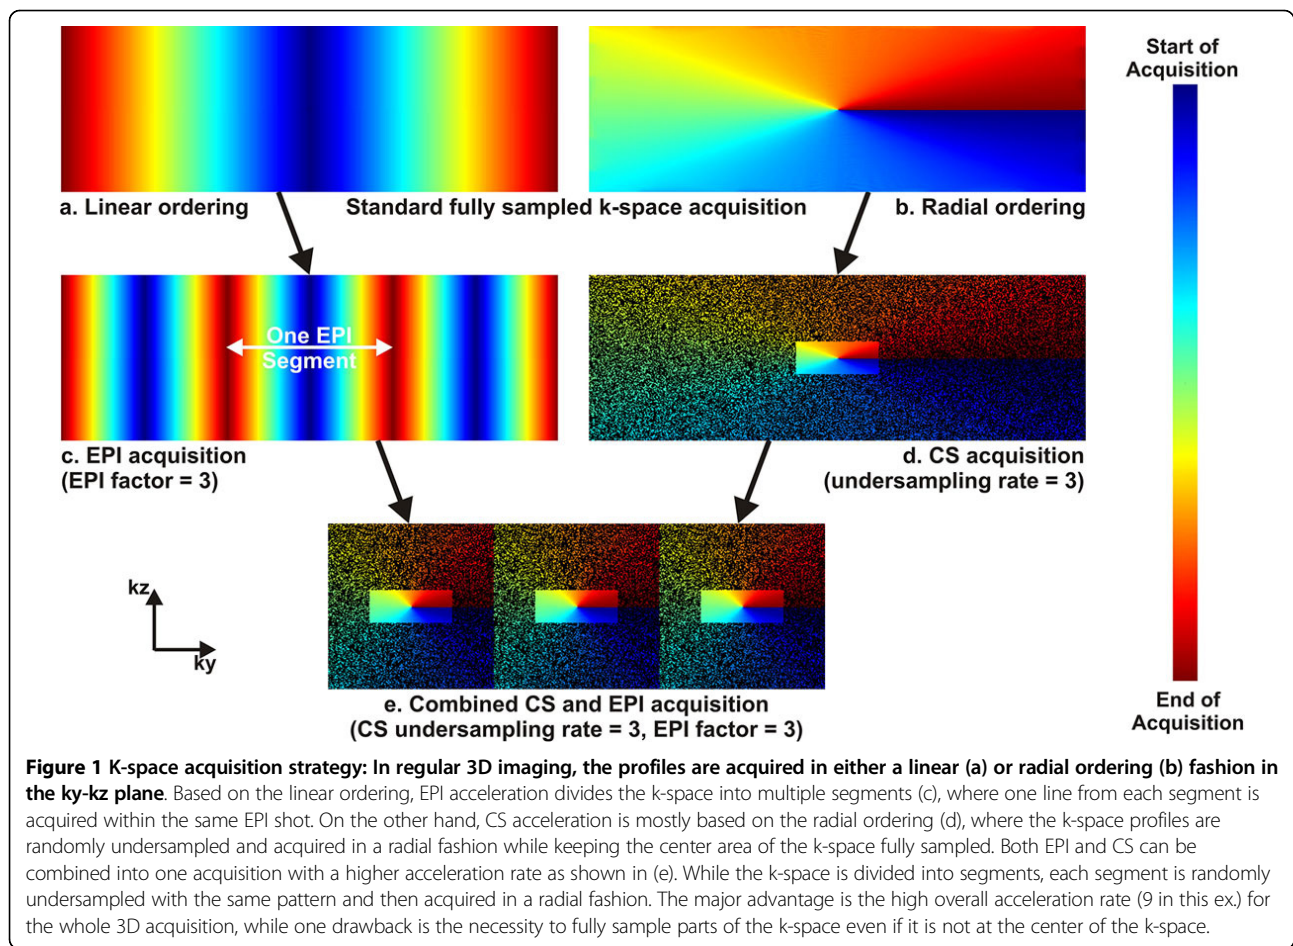 Start of
Acquisition
a. Linear ordering
Standard fully sampled k-space acquisition
b. Radial ordering
One EPI
Segment
c. EPI acquisition
(EPI factor = 3)
d. CS acquisition
(undersampling rate = 3)
kz
ky
e. Combined CS and EPI acquisition
(CS undersampling rate = 3, EPI factor = 3)
End of
Acquisition
Figure 1 K-space acquisition strategy: In regular 3D imaging, the profiles are acquired in either a linear (a) or radial ordering (b) fashion in
the ky-kz plane. Based on the linear ordering, EPI acceleration divides the k-space into multiple segments (c), where one line from each segment is
acquired within the same EPI shot. On the other hand, CS acceleration is mostly based on the radial ordering (d), where the k-space profiles are
randomly undersampled and acquired in a radial fashion while keeping the center area of the k-space fully sampled. Both EPI and CS can be
combined into one acquisition with a higher acceleration rate as shown in (e). While the k-space is divided into segments, each segment is randomly
undersampled with the same pattern and then acquired in a radial fashion. The major advantage is the high overall acceleration rate (9 in this ex.) for
the whole 3D acquisition, while one drawback is the necessity to fully sample parts of the k-space even if it is not at the center of the k-space.